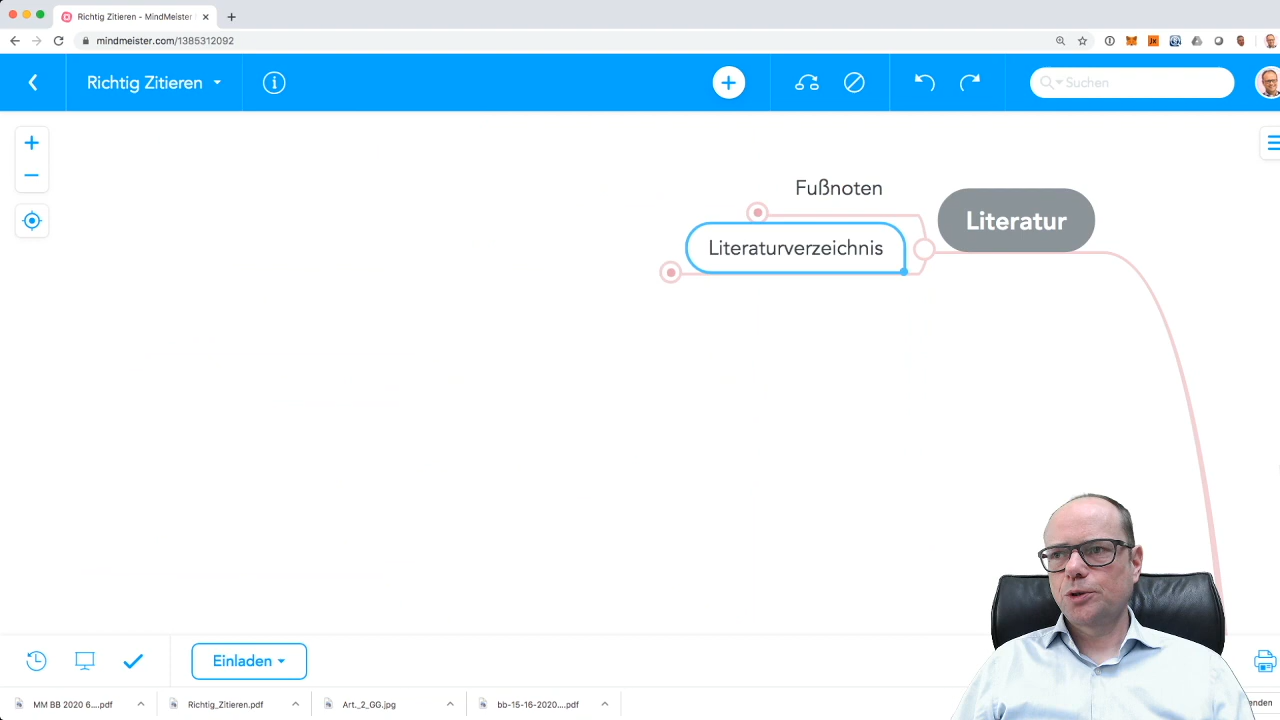 Richtig Zitieren - MindMeister
mindmeister.com/1385312092
Richtig Zitieren
Suchen
Fußnoten
Literatur
Literaturverzeichnis
Einladen
MM BB 2020 6....pdf
Richtig_Zitieren.pdf
Art._2_GG.jpg
bb-15-16-2020....pdf